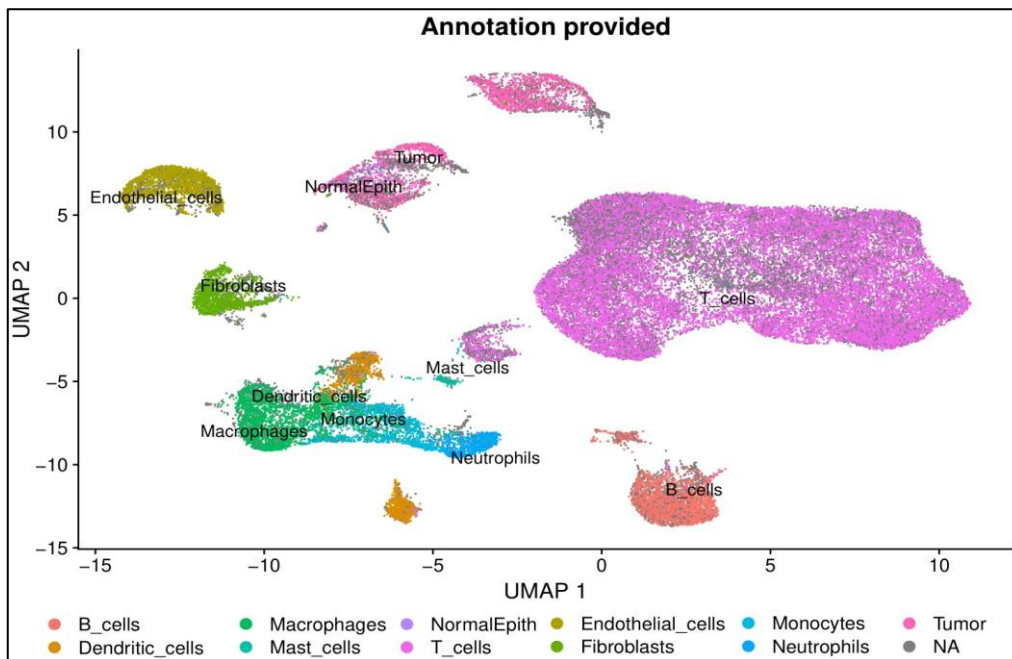 Annotation provided
10
5
0
−5
−10
−15
UMAP 2
Tumor
NormalEpith
Endothelial_cells
Fibroblasts
T_cells
Mast_cells
Dendritic_cells
Monocytes
Macrophages
Neutrophils
B_cells
−15 −10 −5 0 5 10
UMAP 1
B_cells Macrophages NormalEpith Endothelial_cells Monocytes Tumor
Dendritic_cells Mast_cells T_cells Fibroblasts Neutrophils NA